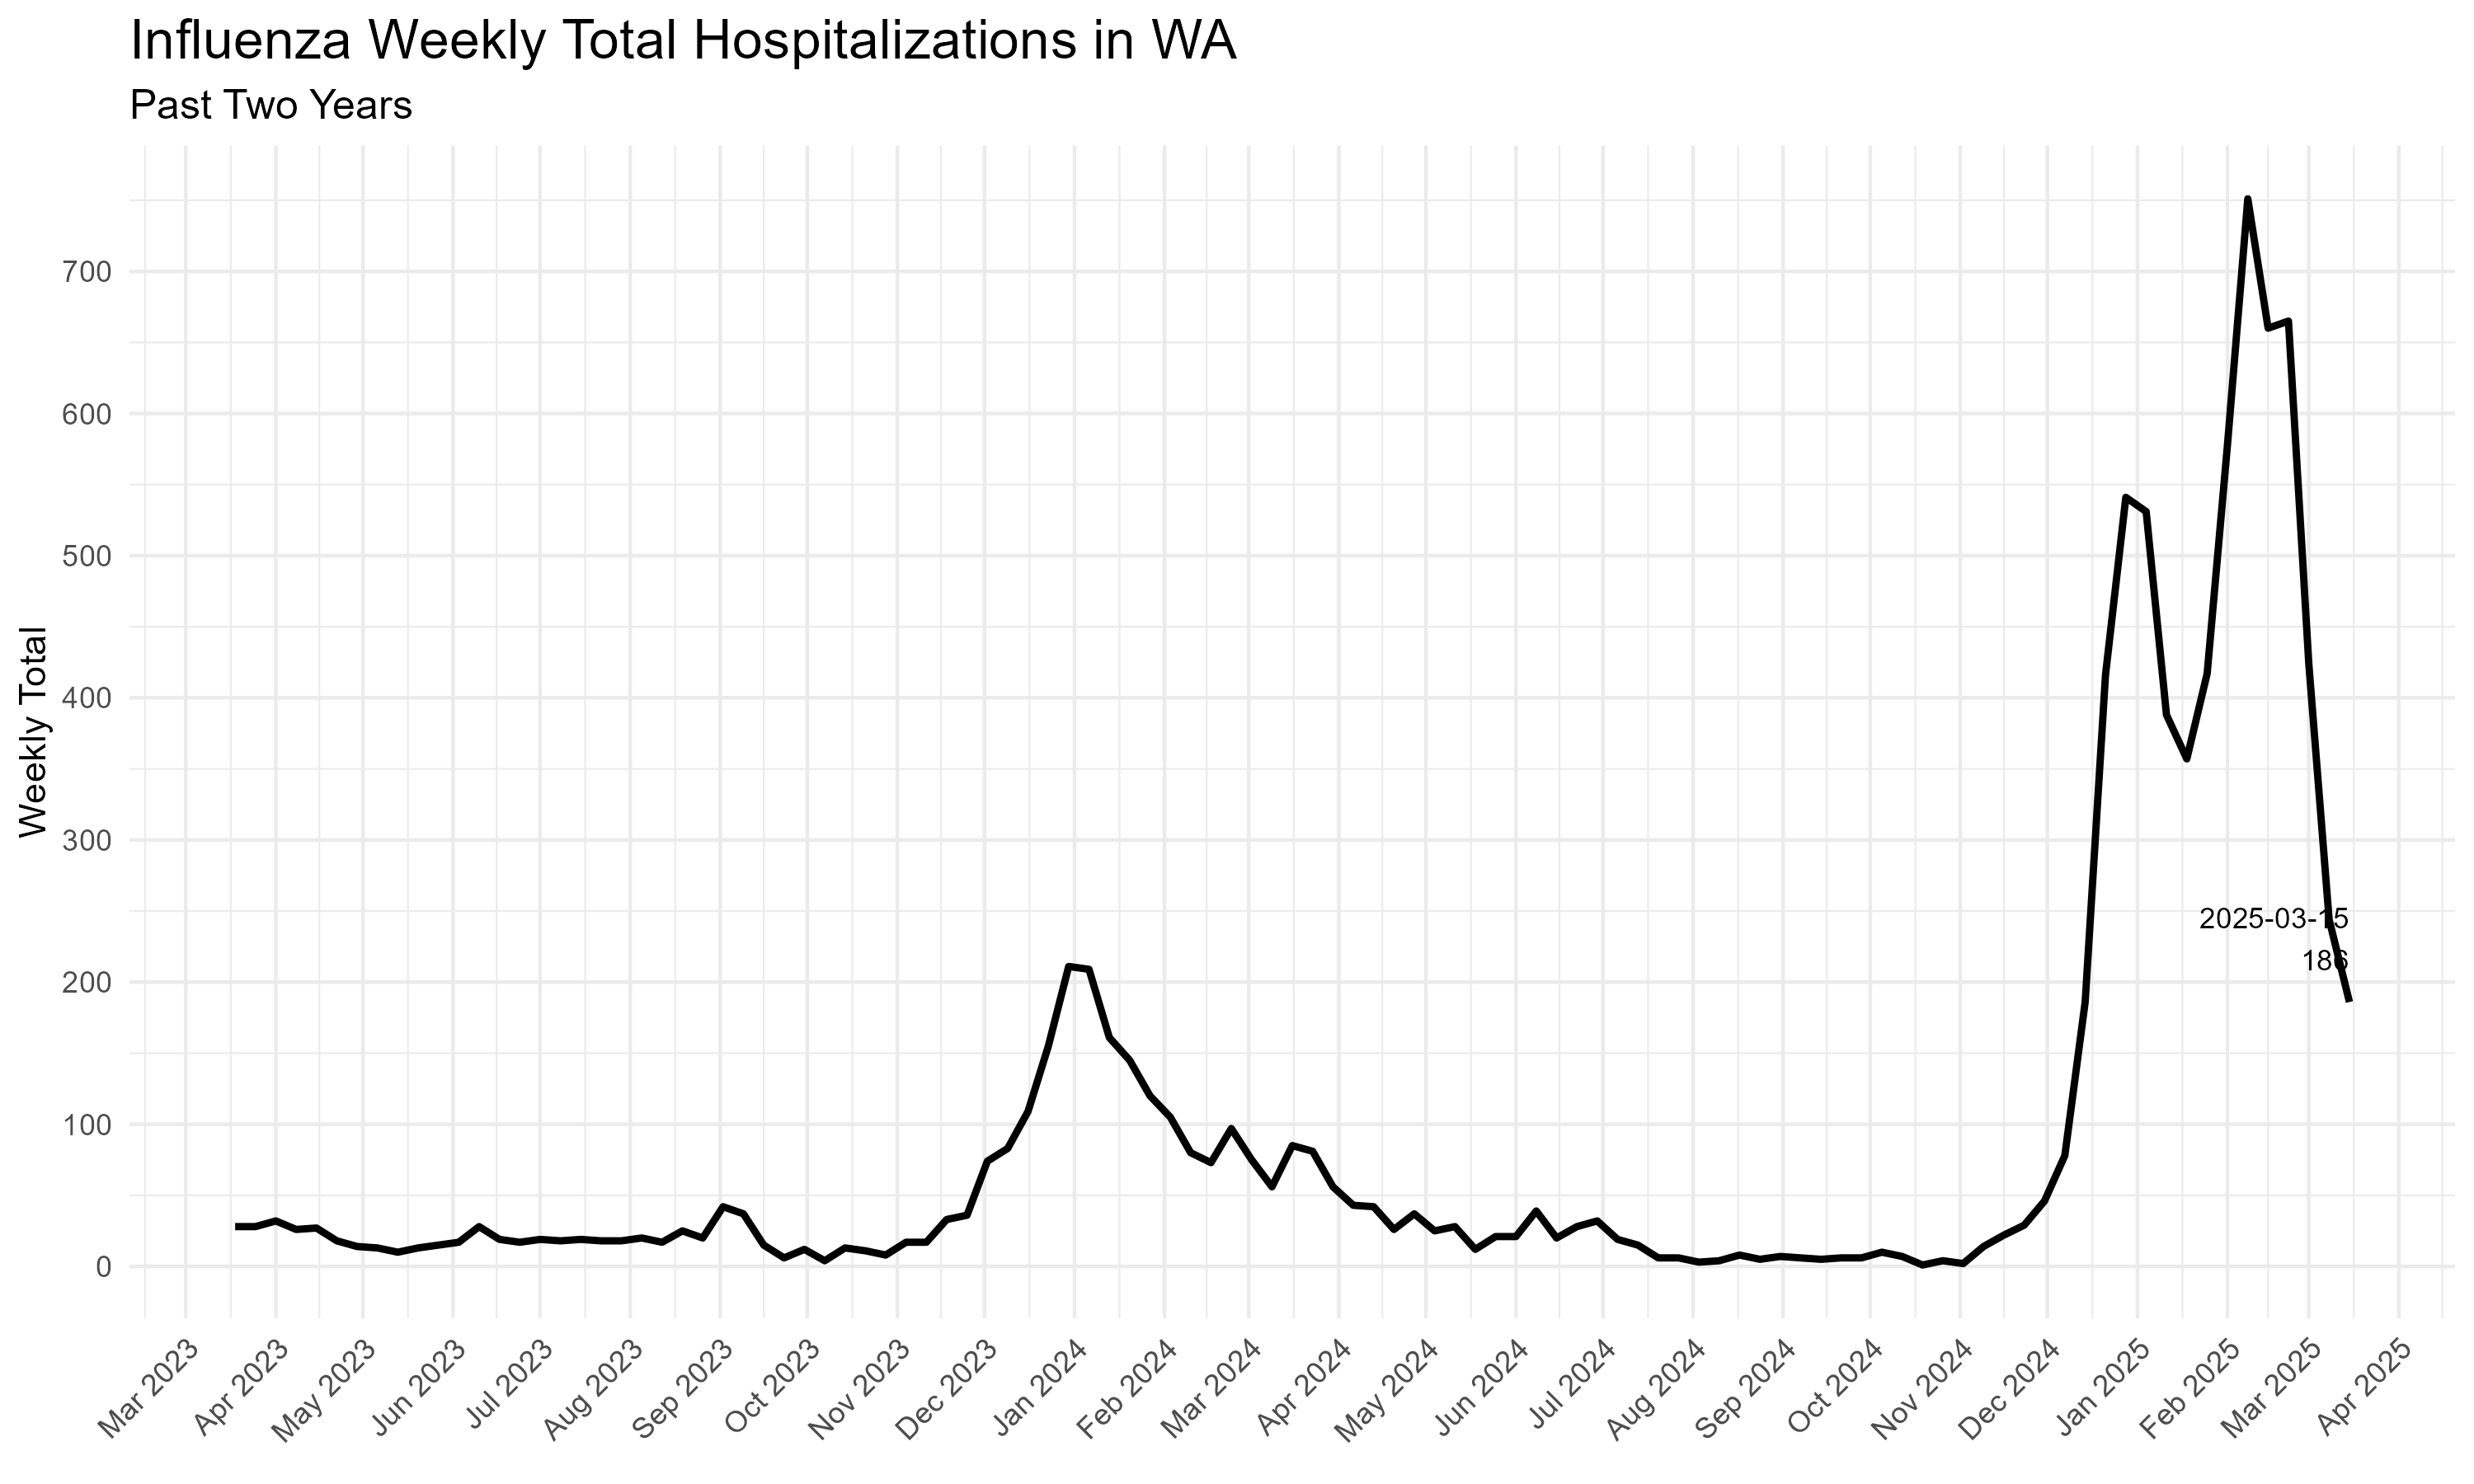 Influenza Weekly Total Hospitalizations in WA
Past Two Years
Weekly Total
700
600
500
400
300
200
100
0
2025-03-15
186
Mar 2023
Apr 2023
May 2023
Jun 2023
Jul 2023
Aug 2023
Sep 2023
Oct 2023
Nov 2023
Dec 2023
Jan 2024
Feb 2024
Mar 2024
Apr 2024
May 2024
Jun 2024
Jul 2024
Aug 2024
Sep 2024
Oct 2024
Nov 2024
Dec 2024
Jan 2025
Feb 2025
Mar 2025
Apr 2025